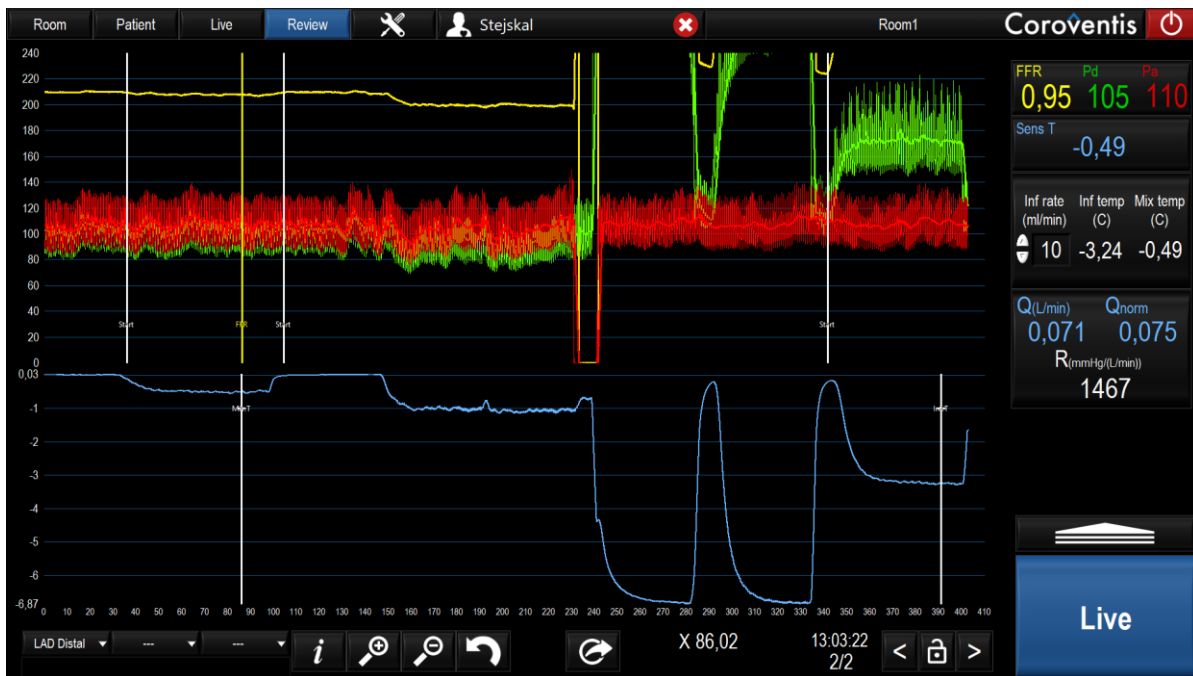 Room Patient Live Review Stejskal Room1 Coroventis
240
220
200
180
160
140
120
100
80
60
40
20
0
Start FFR Start Start
FFR Pd Pa
0,95 105 110
Sens T
-0,49
Inf rate Inf temp Mix temp
(ml/min) (C) (C)
10 -3,24 -0,49
Q(L/min) Qnorm
0,071 0,075
R(mmHg/(L/min))
1467
0,03
-1
-2
-3
-4
-5
-6
-6,87
MixT InfT
0 10 20 30 40 50 60 70 80 90 100 110 120 130 140 150 160 170 180 190 200 210 220 230 240 250 260 270 280 290 300 310 320 330 340 350 360 370 380 390 400 410
LAD Distal --- --- i X 86,02 13:03:22 < >
2/2
Live